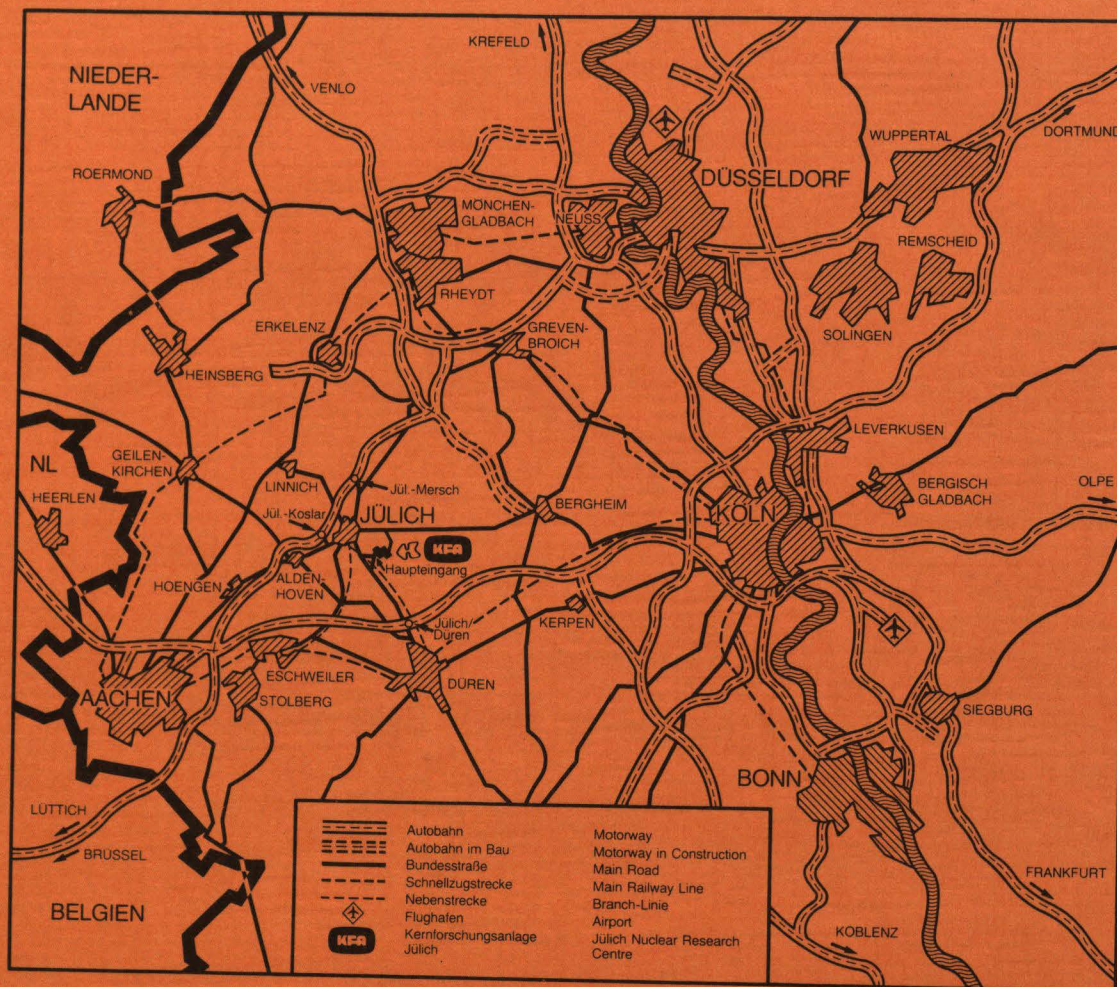 KREFELD
NIEDER-
LANDE
VENLO
DORTMUND
WUPPERTAL
ROERMOND
DÜSSELDORF
MÖNCHEN-
GLADBACH
NEUSS
REMSCHEID
RHEYDT
ERKELENZ
GREVEN-
BROICH
SOLINGEN
HEINSBERG
LEVERKUSEN
NL
GEILEN-
KIRCHEN
LINNICH
HEERLEN
Jül.-Mersch
BERGHEIM
BERGISCH
GLADBACH
OLPE
Jül.-Koslar
JÜLICH
KÖLN
KFA
Haupteingang
HOENGEN
ALDEN-
HOVEN
KERPEN
Jülich/
Düren
ESCHWEILER
AACHEN
STOLBERG
DÜREN
SIEGBURG
BONN
LÜTTICH
BRÜSSEL
BELGIEN
FRANKFURT
KOBLENZ
Autobahn Motorway
Autobahn im Bau Motorway in Construction
Bundesstraße Main Road
Schnellzugstrecke Main Railway Line
Nebenstrecke Branch-Linie
Flughafen Airport
KFA Kernforschungsanlage Jülich Nuclear Research
Jülich Centre